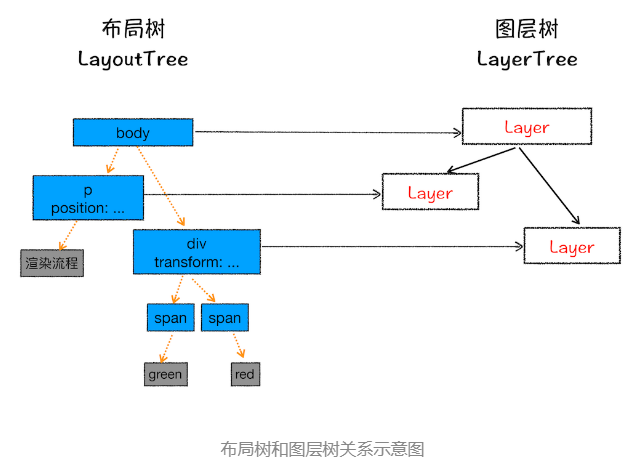 布局树
LayoutTree
图层树
LayerTree
body
Layer
p
position: ...
Layer
div
transform: ...
Layer
渲染流程
span
span
green
red
布局树和图层树关系示意图